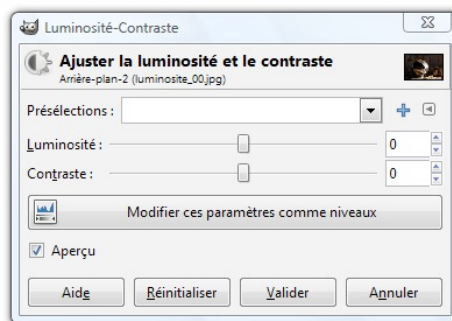 Luminosité-Contraste
Ajuster la luminosité et le contraste
Arrière-plan-2 (luminosite_00.jpg)
Présélections :
Luminosité : 0
Contraste : 0
Modifier ces paramètres comme niveaux
Aperçu
Aide Réinitialiser Valider Annuler